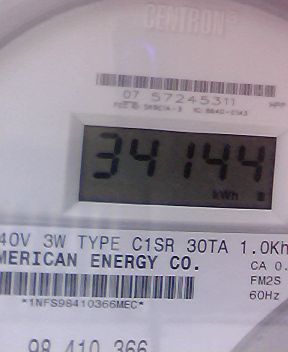 CENTRON®
07 57245311
34144
kWh
40V 3W TYPE C1SR 30TA 1.0Kh
MERICAN ENERGY CO.
CA 0.
FM2S
60Hz
*1NFS98410366MEC*
98 410 366